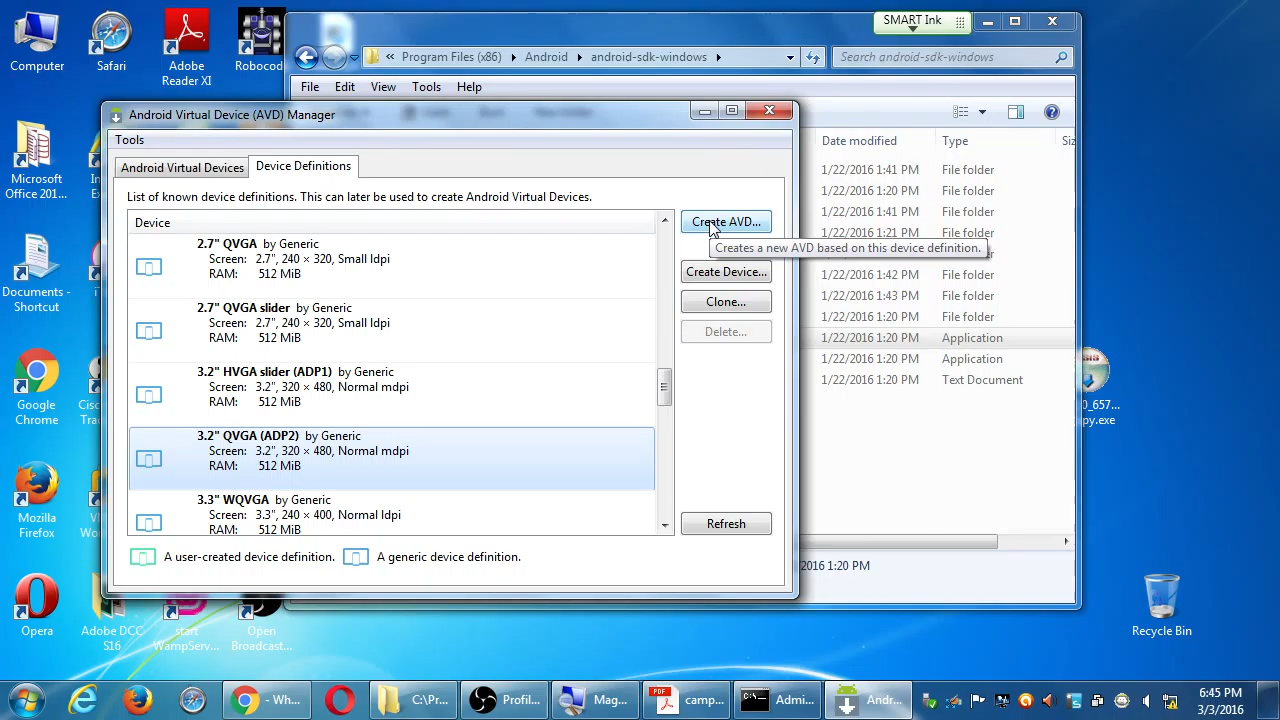 Computer
Safari
Adobe
Reader XI
Roboco
SMART Ink
« Program Files (x86) Android android-sdk-windows
Search android-sdk-windows
File Edit View Tools Help
Android Virtual Device (AVD) Manager
Tools
Android Virtual Devices
Device Definitions
List of known device definitions. This can later be used to create Android Virtual Devices.
Device
2.7" QVGA by Generic
Screen: 2.7", 240 × 320, Small ldpi
RAM: 512 MiB
2.7" QVGA slider by Generic
Screen: 2.7", 240 × 320, Small ldpi
RAM: 512 MiB
3.2" HVGA slider (ADP1) by Generic
Screen: 3.2", 320 × 480, Normal mdpi
RAM: 512 MiB
3.2" QVGA (ADP2) by Generic
Screen: 3.2", 320 × 480, Normal mdpi
RAM: 512 MiB
3.3" WQVGA by Generic
Screen: 3.3", 240 × 400, Normal ldpi
RAM: 512 MiB
Create AVD...
Creates a new AVD based on this device definition.
Create Device...
Clone...
Delete...
Refresh
A user-created device definition.
A generic device definition.
Date modified Type Siz
1/22/2016 1:41 PM File folder
1/22/2016 1:20 PM File folder
1/22/2016 1:41 PM File folder
1/22/2016 1:21 PM File folder
1/22/2016 1:42 PM File folder
1/22/2016 1:43 PM File folder
1/22/2016 1:20 PM File folder
1/22/2016 1:20 PM Application
1/22/2016 1:20 PM Application
1/22/2016 1:20 PM Text Document
2016 1:20 PM
Microsoft
Office 201...
Documents -
Shortcut
Google
Chrome
Mozilla
Firefox
Opera
Adobe DCC
S16
start
WampServ...
Open
Broadcast...
0_657...
py.exe
Recycle Bin
- Wh...
C:\Pr...
Profil...
Mag...
PDF
camp...
Admi...
Andr...
6:45 PM
3/3/2016